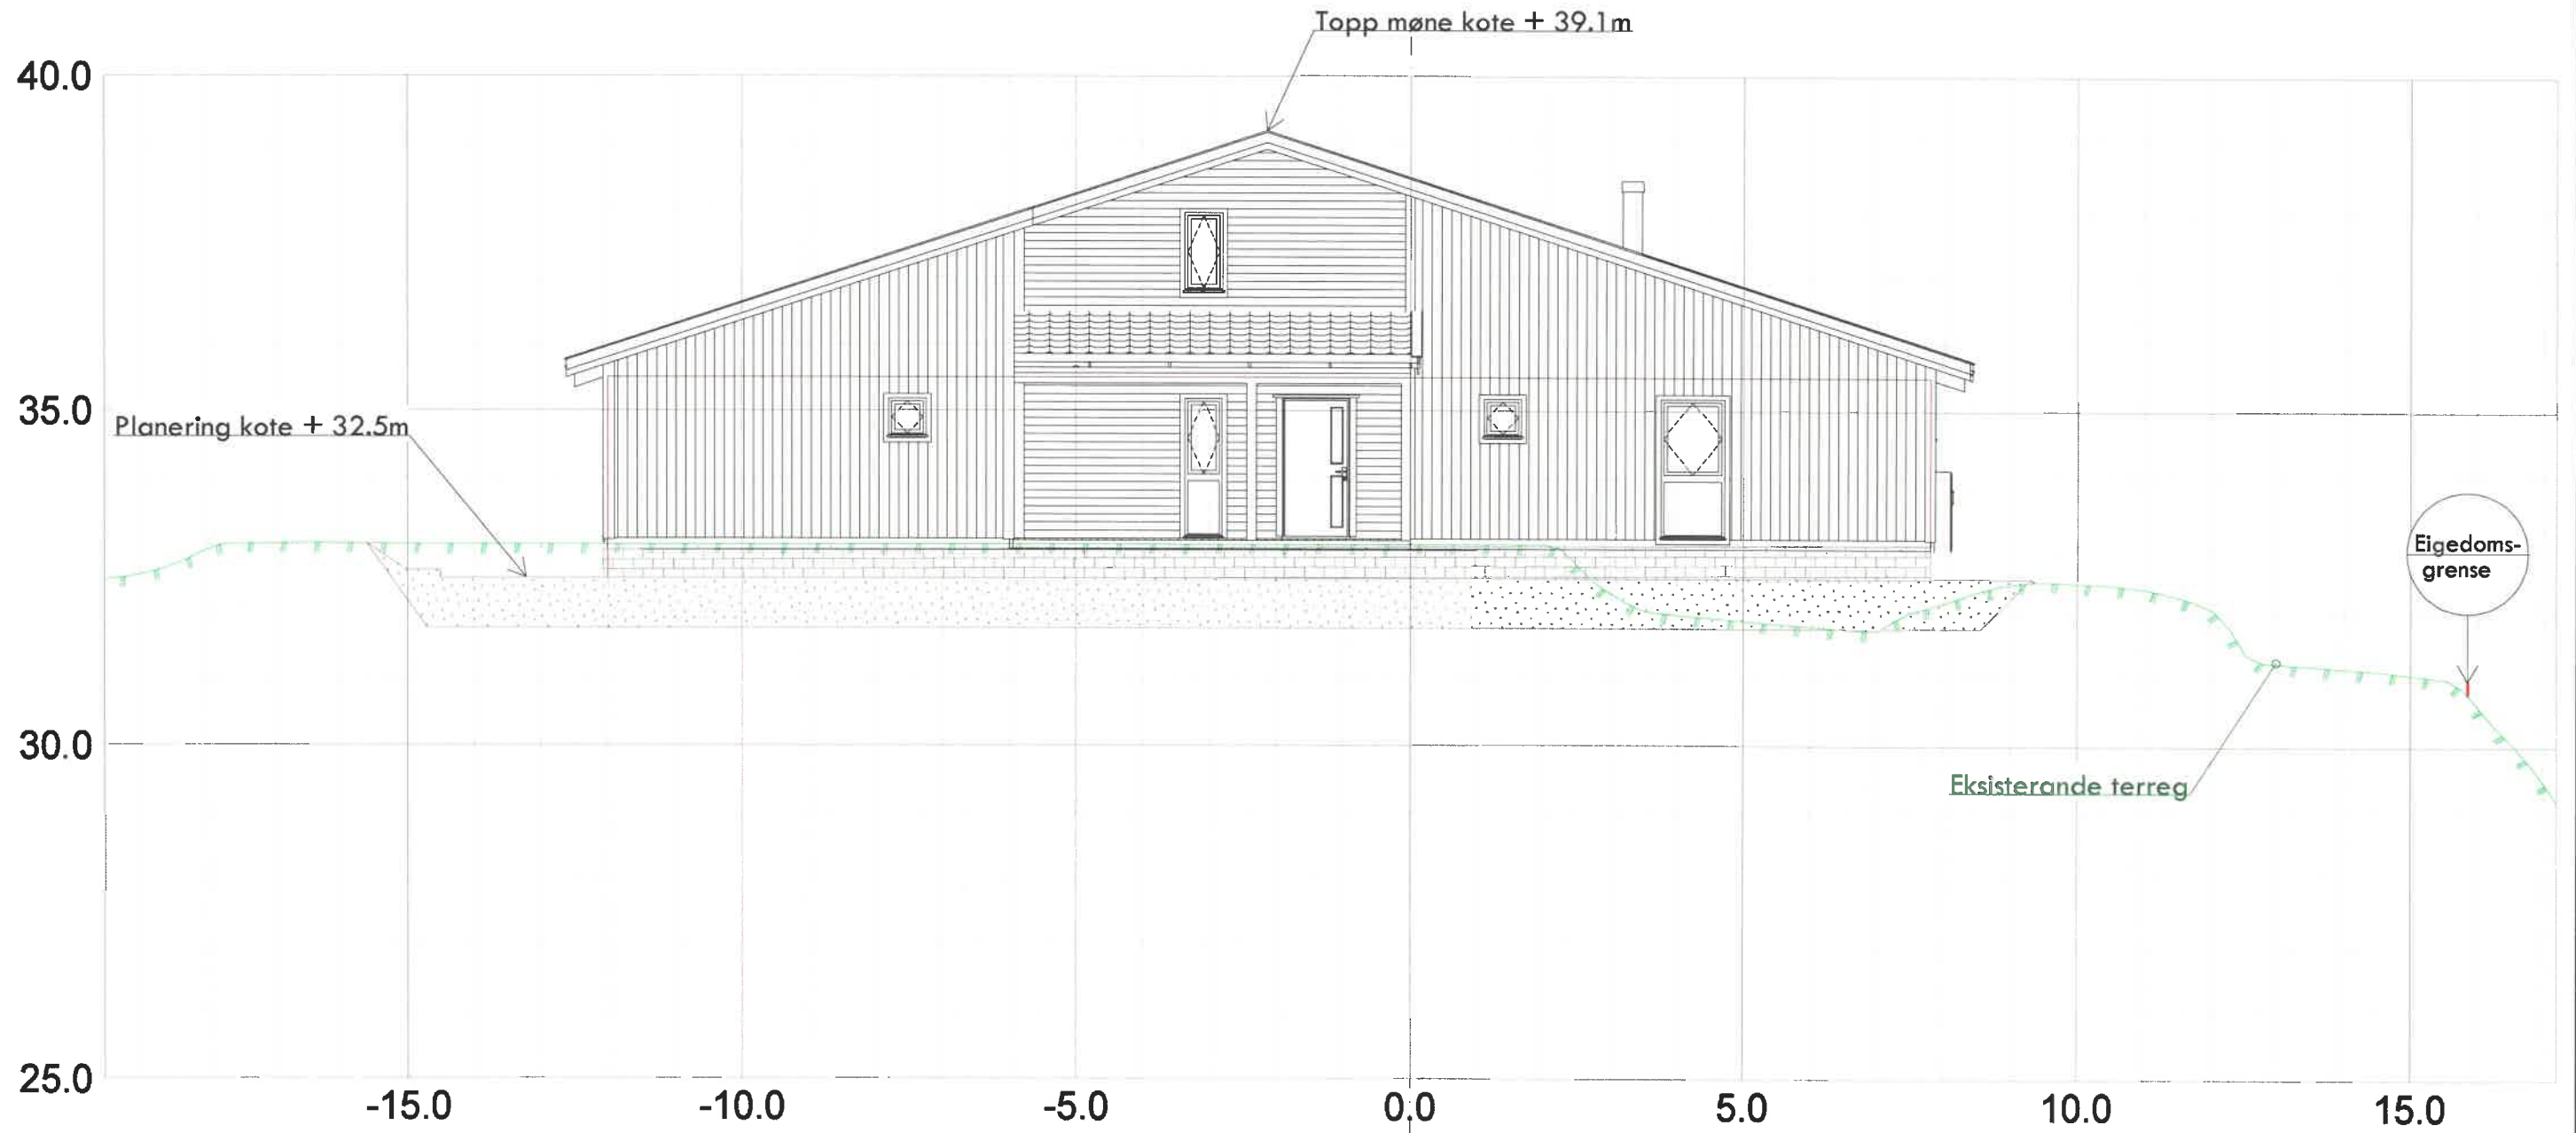 Topp møne kote + 39.1m
40.0
35.0
Planering kote + 32.5m
Eigedoms-
grense
30.0
Eksisterande terreg
25.0
-15.0
-10.0
-5.0
0.0
5.0
10.0
15.0